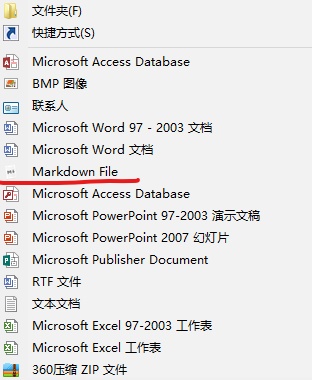 文件夹(F)
快捷方式(S)
Microsoft Access Database
BMP 图像
联系人
Microsoft Word 97 - 2003 文档
Microsoft Word 文档
Markdown File
Microsoft Access Database
Microsoft PowerPoint 97-2003 演示文稿
Microsoft PowerPoint 2007 幻灯片
Microsoft Publisher Document
RTF 文件
文本文档
Microsoft Excel 97-2003 工作表
Microsoft Excel 工作表
360压缩 ZIP 文件